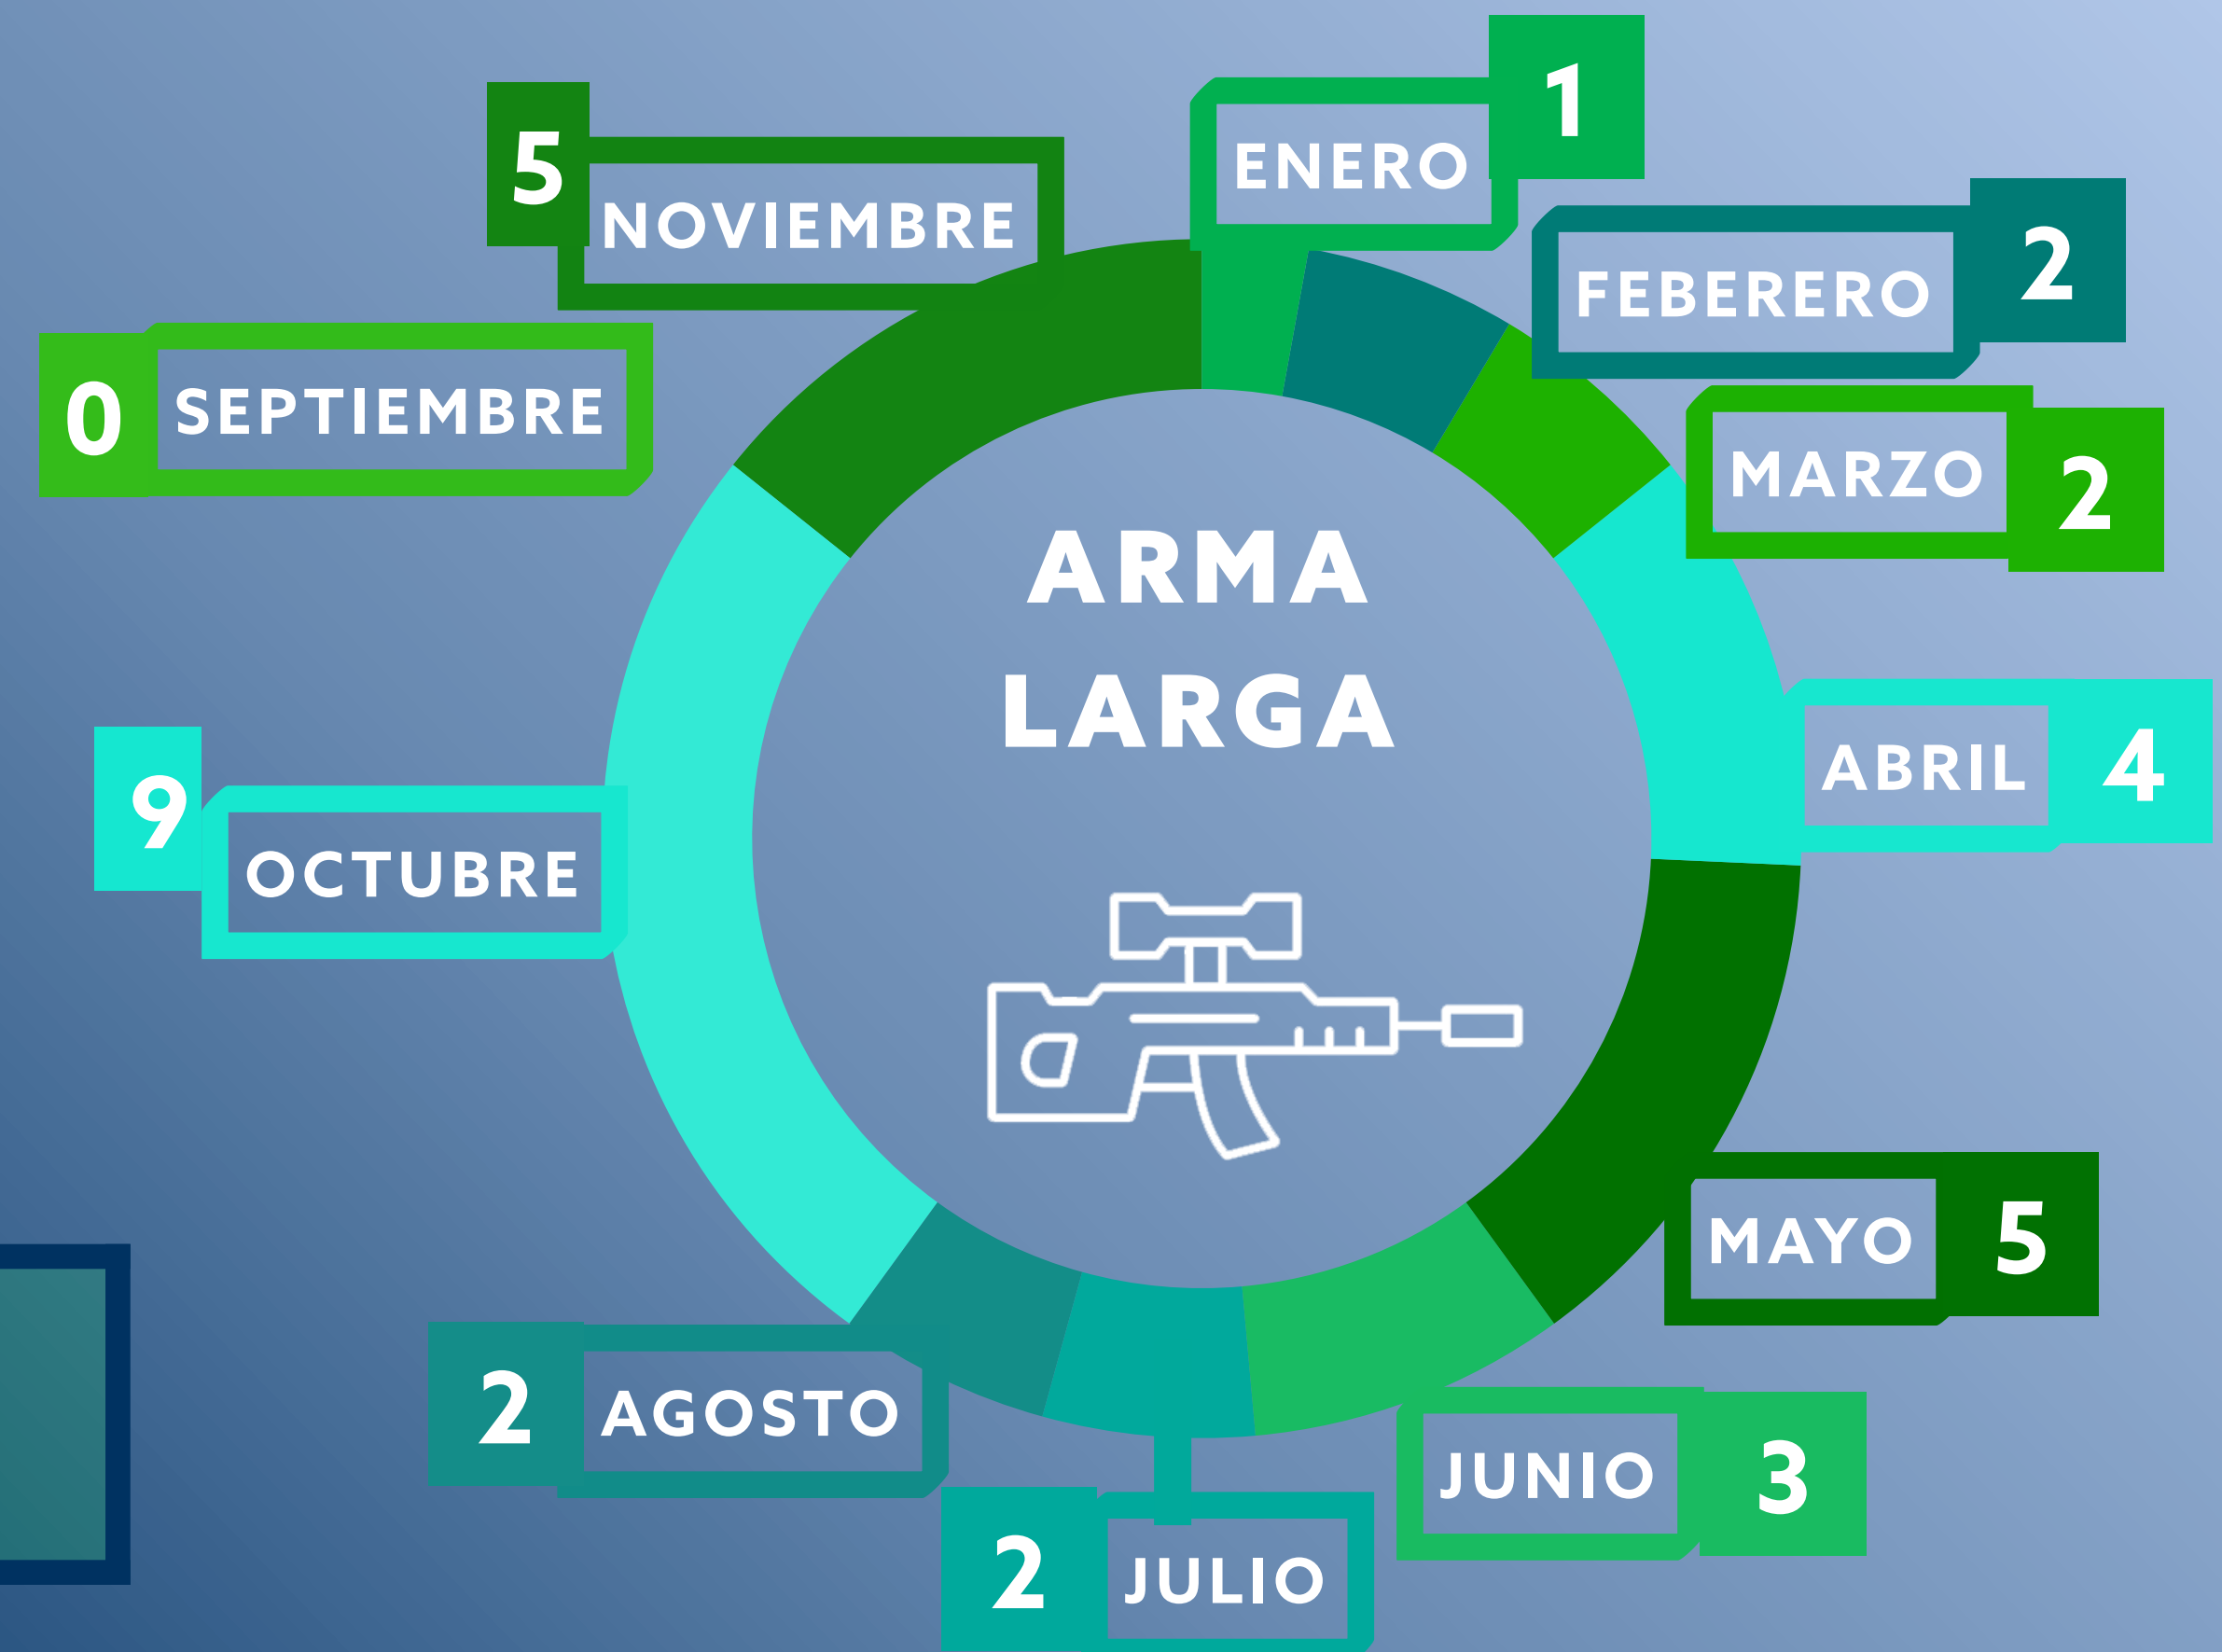 1
ENERO
2
FEBERERO
2
MARZO
4
ABRIL
5
MAYO
3
JUNIO
2
JULIO
2
AGOSTO
9
OCTUBRE
0
SEPTIEMBRE
5
NOVIEMBRE
ARMA
LARGA